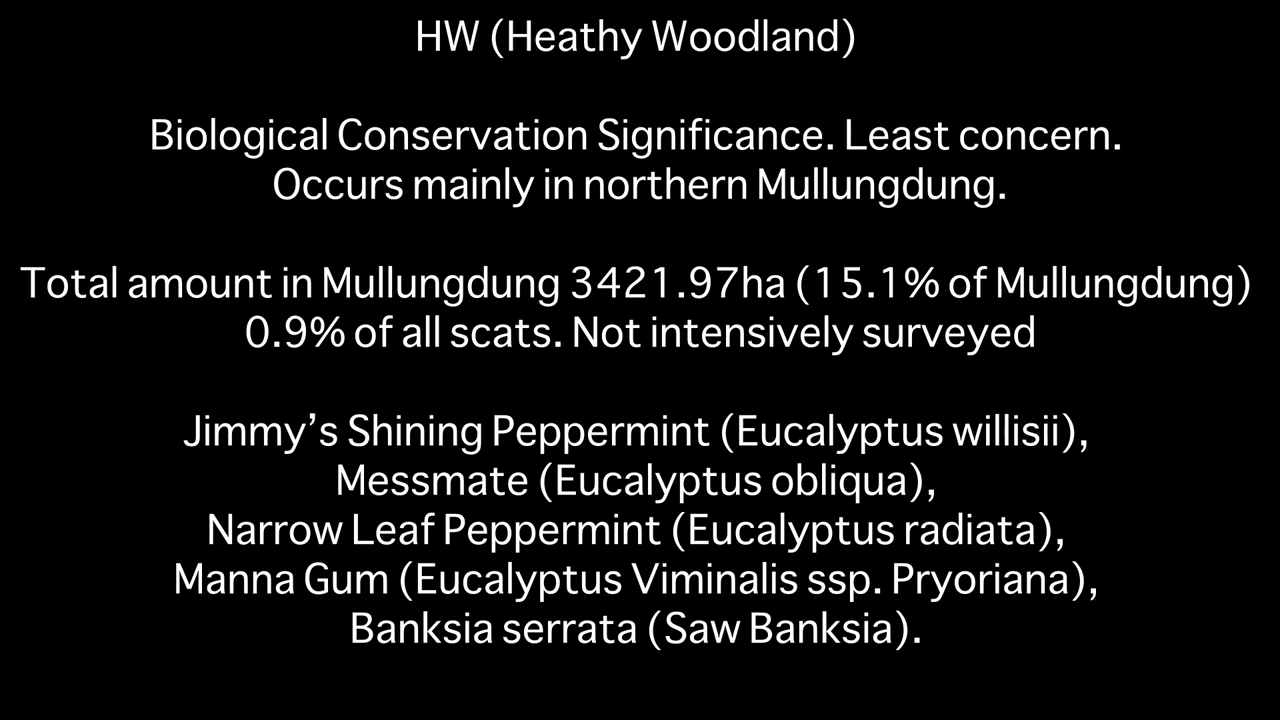 HW (Heathy Woodland)
Biological Conservation Significance. Least concern.
Occurs mainly in northern Mullungdung.
Total amount in Mullungdung 3421.97ha (15.1% of Mullungdung)
0.9% of all scats. Not intensively surveyed
Jimmy’s Shining Peppermint (Eucalyptus willisii),
Messmate (Eucalyptus obliqua),
Narrow Leaf Peppermint (Eucalyptus radiata),
Manna Gum (Eucalyptus Viminalis ssp. Pryoriana),
Banksia serrata (Saw Banksia).